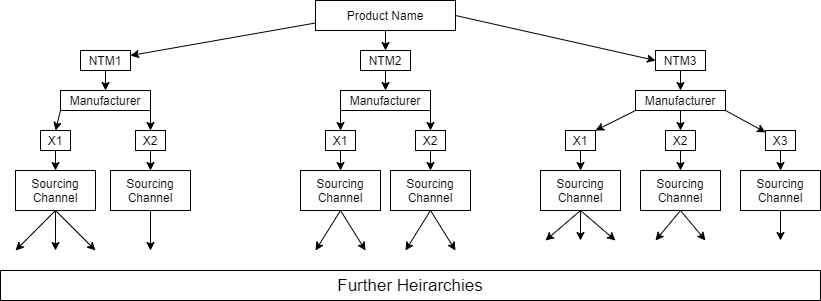 Product Name
NTM1
NTM2
NTM3
Manufacturer
Manufacturer
Manufacturer
X1
X2
X1
X2
X1
X2
X3
Sourcing
Channel
Sourcing
Channel
Sourcing
Channel
Sourcing
Channel
Sourcing
Channel
Sourcing
Channel
Sourcing
Channel
Further Heirarchies